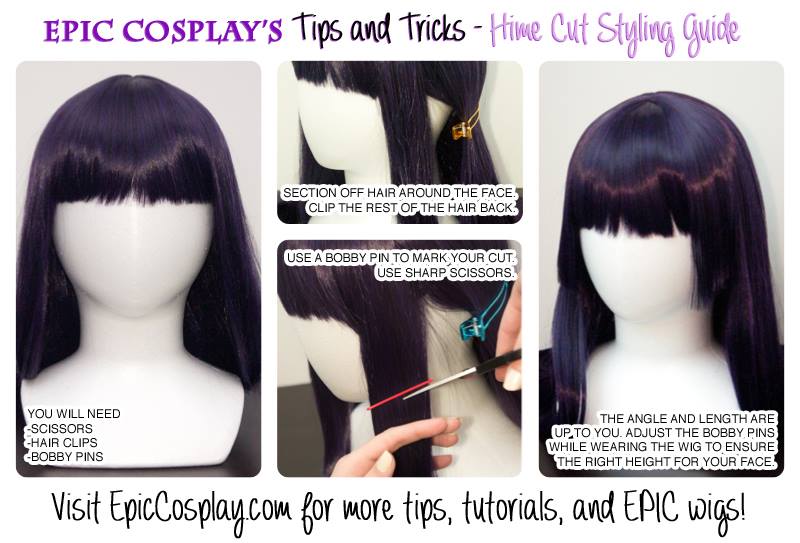 EPIC COSPLAY'S Tips and Tricks - Hime Cut Styling Guide
YOU WILL NEED
-SCISSORS
-HAIR CLIPS
-BOBBY PINS
SECTION OFF HAIR AROUND THE FACE.
CLIP THE REST OF THE HAIR BACK.
USE A BOBBY PIN TO MARK YOUR CUT.
USE SHARP SCISSORS.
THE ANGLE AND LENGTH ARE
UP TO YOU. ADJUST THE BOBBY PINS
WHILE WEARING THE WIG TO ENSURE
THE RIGHT HEIGHT FOR YOUR FACE.
Visit EpicCosplay.com for more tips, tutorials, and EPIC wigs!